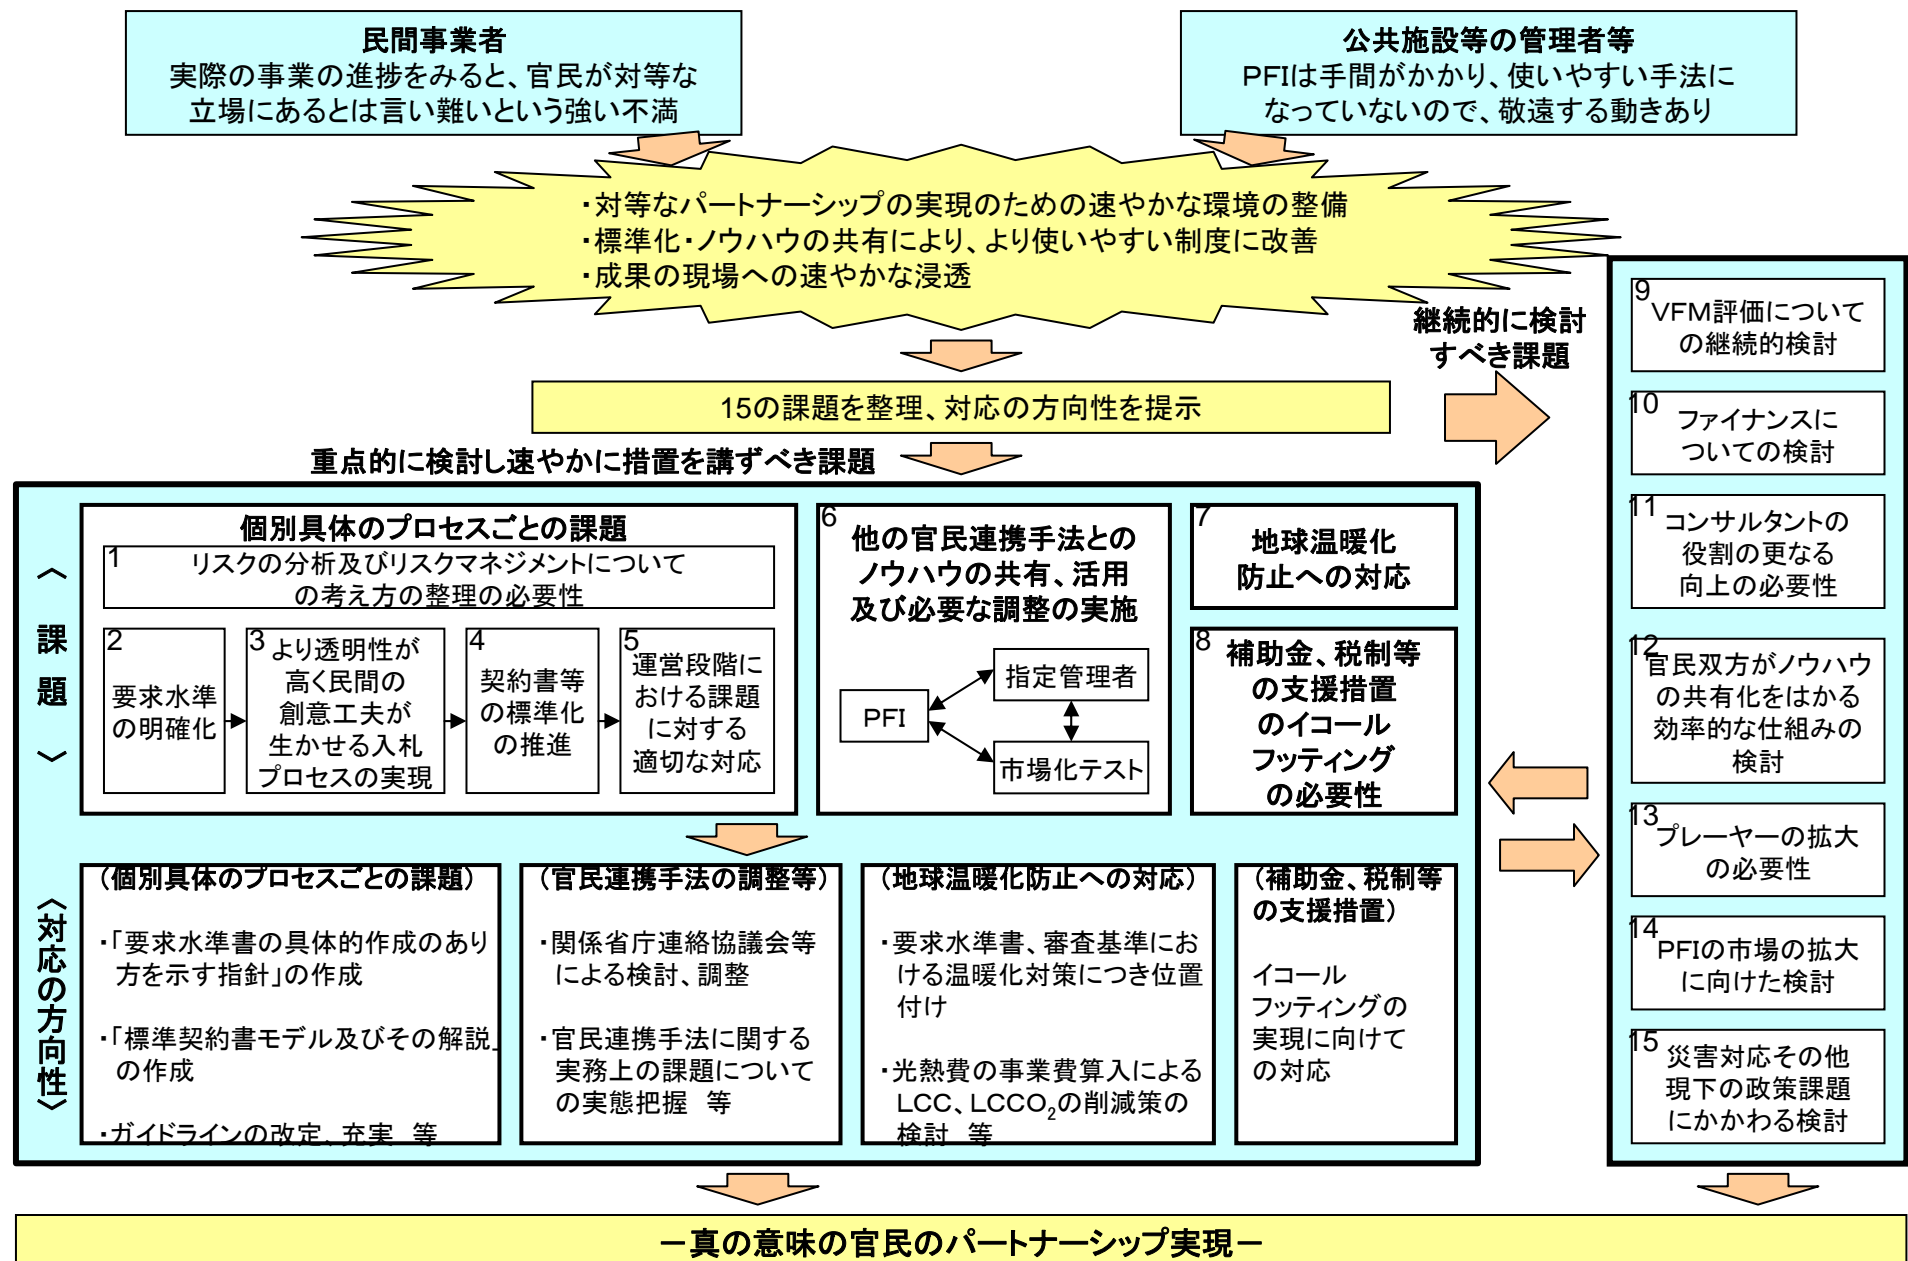 民間事業者
実際の事業の進捗をみると、官民が対等な
立場にあるとは言い難いという強い不満
公共施設等の管理者等
PFIは手間がかかり、使いやすい手法に
なっていないので、敬遠する動きあり
・対等なパートナーシップの実現のための速やかな環境の整備
・標準化・ノウハウの共有により、より使いやすい制度に改善
・成果の現場への速やかな浸透
15の課題を整理、対応の方向性を提示
継続的に検討
すべき課題
重点的に検討し速やかに措置を講ずべき課題
〈課題〉
個別具体のプロセスごとの課題
1
リスクの分析及びリスクマネジメントについて
の考え方の整理の必要性
2
要求水準
の明確化
3
より透明性が
高く民間の
創意工夫が
生かせる入札
プロセスの実現
4
契約書等
の標準化
の推進
5
運営段階に
おける課題
に対する
適切な対応
6
他の官民連携手法との
ノウハウの共有、活用
及び必要な調整の実施
PFI
指定管理者
市場化テスト
7
地球温暖化
防止への対応
8
補助金、税制等
の支援措置
のイコール
フッティング
の必要性
〈対応の方向性〉
（個別具体のプロセスごとの課題）
・「要求水準書の具体的作成のあり
方を示す指針」の作成
・「標準契約書モデル及びその解説」
の作成
・ガイドラインの改定、充実　等
（官民連携手法の調整等）
・関係省庁連絡協議会等
による検討、調整
・官民連携手法に関する
実務上の課題について
の実態把握　等
（地球温暖化防止への対応）
・要求水準書、審査基準にお
ける温暖化対策につき位置
付け
・光熱費の事業費算入による
LCC、LCCO₂の削減策の
検討　等
（補助金、税制等
の支援措置）
イコール
フッティングの
実現に向けて
の対応
9
VFM評価について
の継続的検討
10
ファイナンスに
ついての検討
11
コンサルタントの
役割の更なる
向上の必要性
12
官民双方がノウハウ
の共有化をはかる
効率的な仕組みの
検討
13
プレーヤーの拡大
の必要性
14
PFIの市場の拡大
に向けた検討
15
災害対応その他
現下の政策課題
にかかわる検討
－真の意味の官民のパートナーシップ実現－